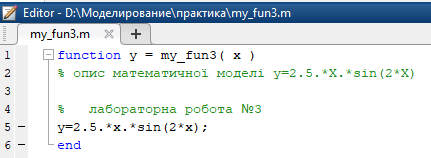 Editor - D:\Моделирование\практика\my_fun3.m
my_fun3.m
1 function y = my_fun3( x )
2 % опис математичної моделі y=2.5.*X.*sin(2*X)
3
4 % лабораторна робота №3
5 y=2.5.*x.*sin(2*x);
6 end